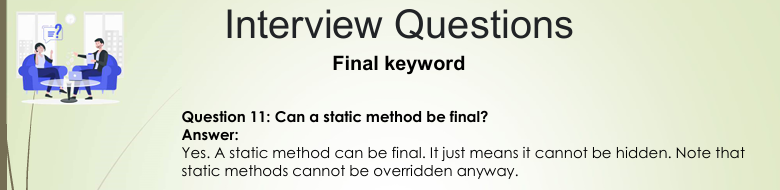 Interview Questions
Final keyword
Question 11: Can a static method be final?
Answer:
Yes. A static method can be final. It just means it cannot be hidden. Note that
static methods cannot be overridden anyway.